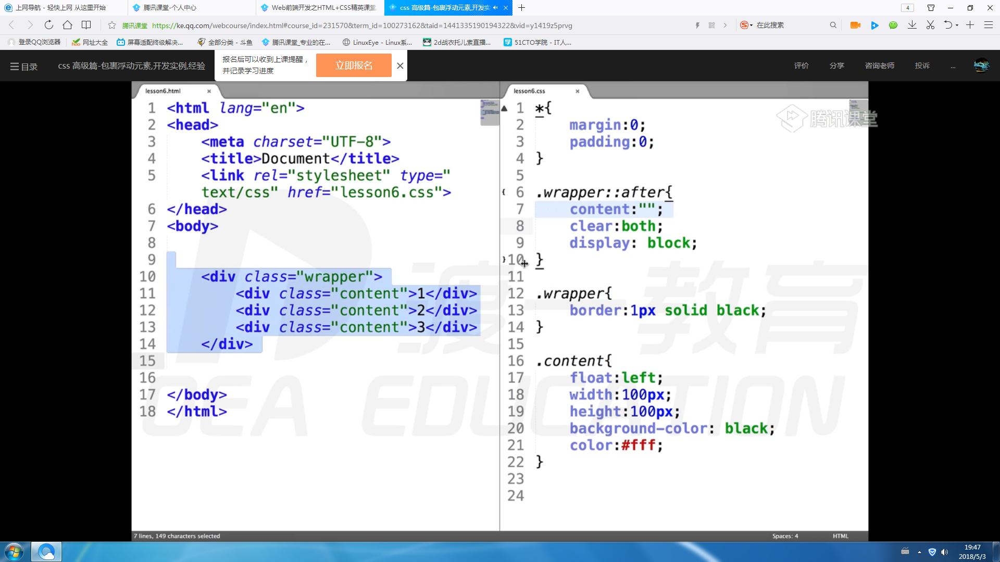 上网导航 - 轻快上网 从这里开始
腾讯课堂-个人中心
Web前端开发之HTML+CSS精英课堂
css 高级篇-包裹浮动元素,开发实
4
腾讯课堂 https://ke.qq.com/webcourse/index.html#course_id=231570&term_id=100273162&taid=1441335190194322&vid=y1419z5prvg
在此搜索
登录QQ浏览器
网址大全
屏幕适配终级解决...
全部分类 - 斗鱼
腾讯课堂_专业的在...
LinuxEye - Linux系...
2d战衣托儿索直播...
51CTO学院 - IT人...
目录
css 高级篇-包裹浮动元素,开发实例,经验
报名后可以收到上课提醒，
并记录学习进度
立即报名
评价
分享
咨询老师
投诉
...
lesson6.html
1 <html lang="en">
2 <head>
3 <meta charset="UTF-8">
4 <title>Document</title>
5 <link rel="stylesheet" type="
text/css" href="lesson6.css">
6 </head>
7 <body>
8
9
10 <div class="wrapper">
11 <div class="content">1</div>
12 <div class="content">2</div>
13 <div class="content">3</div>
14 </div>
15
16
17 </body>
18 </html>
lesson6.css
1 *{
2 margin:0;
3 padding:0;
4 }
5
6 .wrapper::after{
7 content:"";
8 clear:both;
9 display: block;
10 }
11
12 .wrapper{
13 border:1px solid black;
14 }
15
16 .content{
17 float:left;
18 width:100px;
19 height:100px;
20 background-color: black;
21 color:#fff;
22 }
23
24
腾讯课堂
渡一教育
DEA EDUCATION
7 lines, 149 characters selected
Spaces: 4
HTML
19:47
2018/5/3